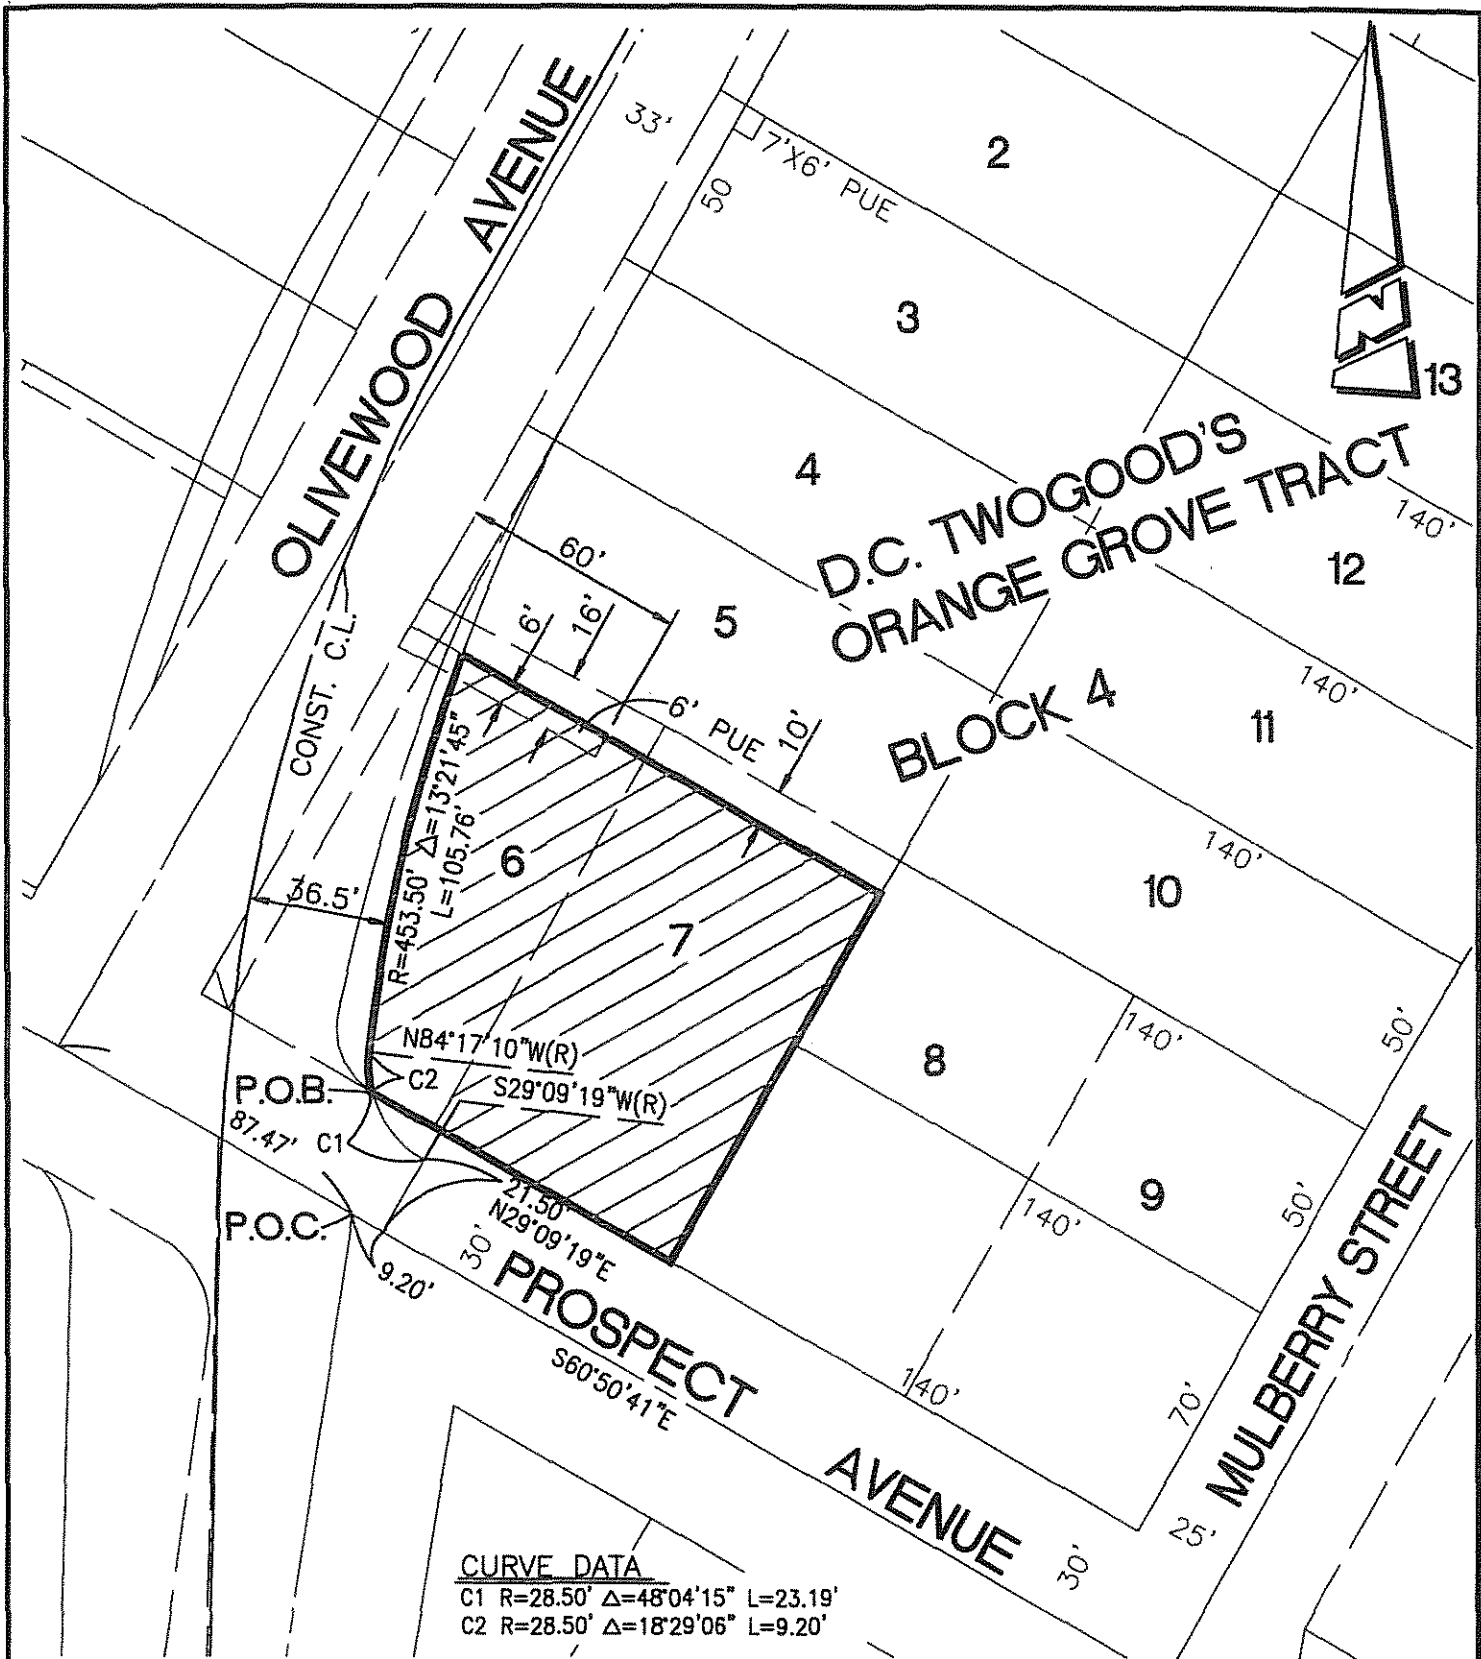 33'
2
7'X6' PUE
OLIVEWOOD AVENUE
50
3
13
4
D.C. TWOGOOD'S
ORANGE GROVE TRACT
140'
12
60'
6'
16'
5
CONST. C.L.
6' PUE
10'
BLOCK 4
140'
11
R=453.50' Δ=13°21'45"
L=105.76'
6
140'
10
36.5'
7
N84°17'10"W(R)
C2
S29°09'19"W(R)
P.O.B.
87.47'
C1
8
140'
50'
P.O.C.
21.50'
N29°09'19"E
9
140'
50'
30'
9.20'
PROSPECT AVENUE
S60°50'41"E
140'
70'
MULBERRY STREET
25'
30'
CURVE DATA
C1 R=28.50' Δ=48°04'15" L=23.19'
C2 R=28.50' Δ=18°29'06" L=9.20'